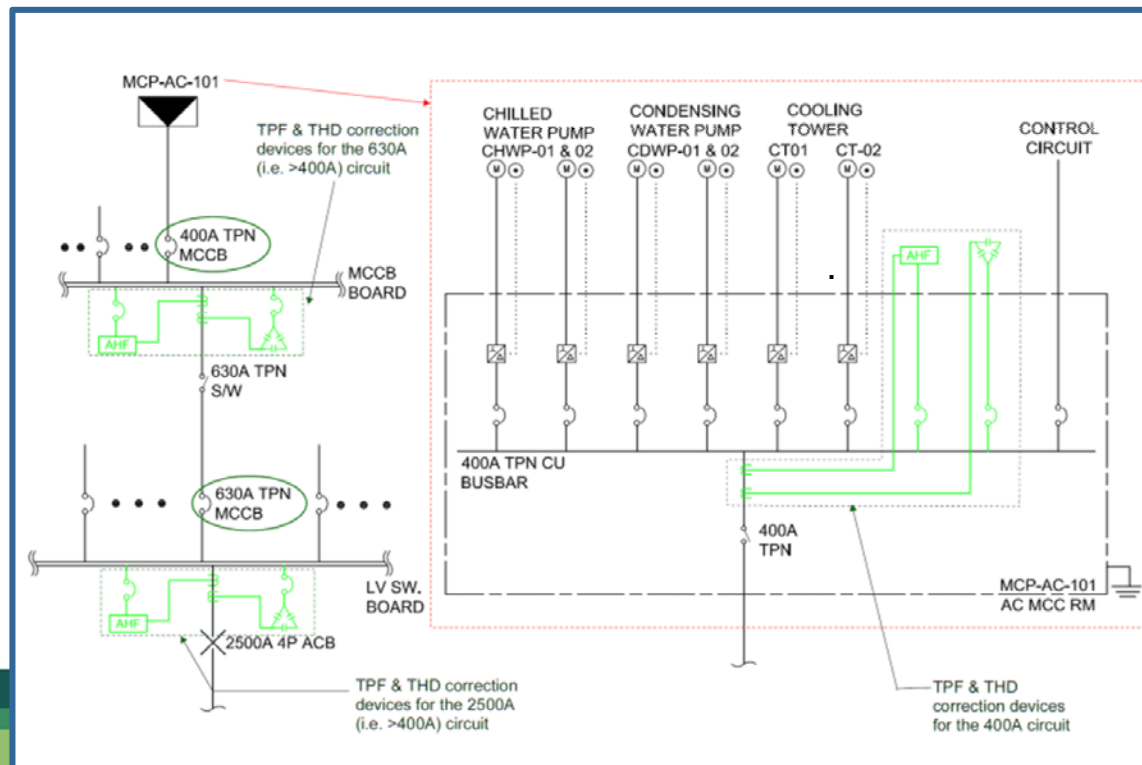 MCP-AC-101
TPF & THD correction
devices for the 630A
(i.e. >400A) circuit
400A TPN
MCCB
MCCB
BOARD
AHF
630A TPN
S/W
630A TPN
MCCB
LV SW.
BOARD
AHF
2500A 4P ACB
TPF & THD correction
devices for the 2500A
(i.e. >400A) circuit
CHILLED
WATER PUMP
CHWP-01 & 02
CONDENSING
WATER PUMP
CDWP-01 & 02
COOLING
TOWER
CT01 CT-02
CONTROL
CIRCUIT
M M M M M M
AHF
400A TPN CU
BUSBAR
400A
TPN
MCP-AC-101
AC MCC RM
TPF & THD
correction devices
for the 400A circuit